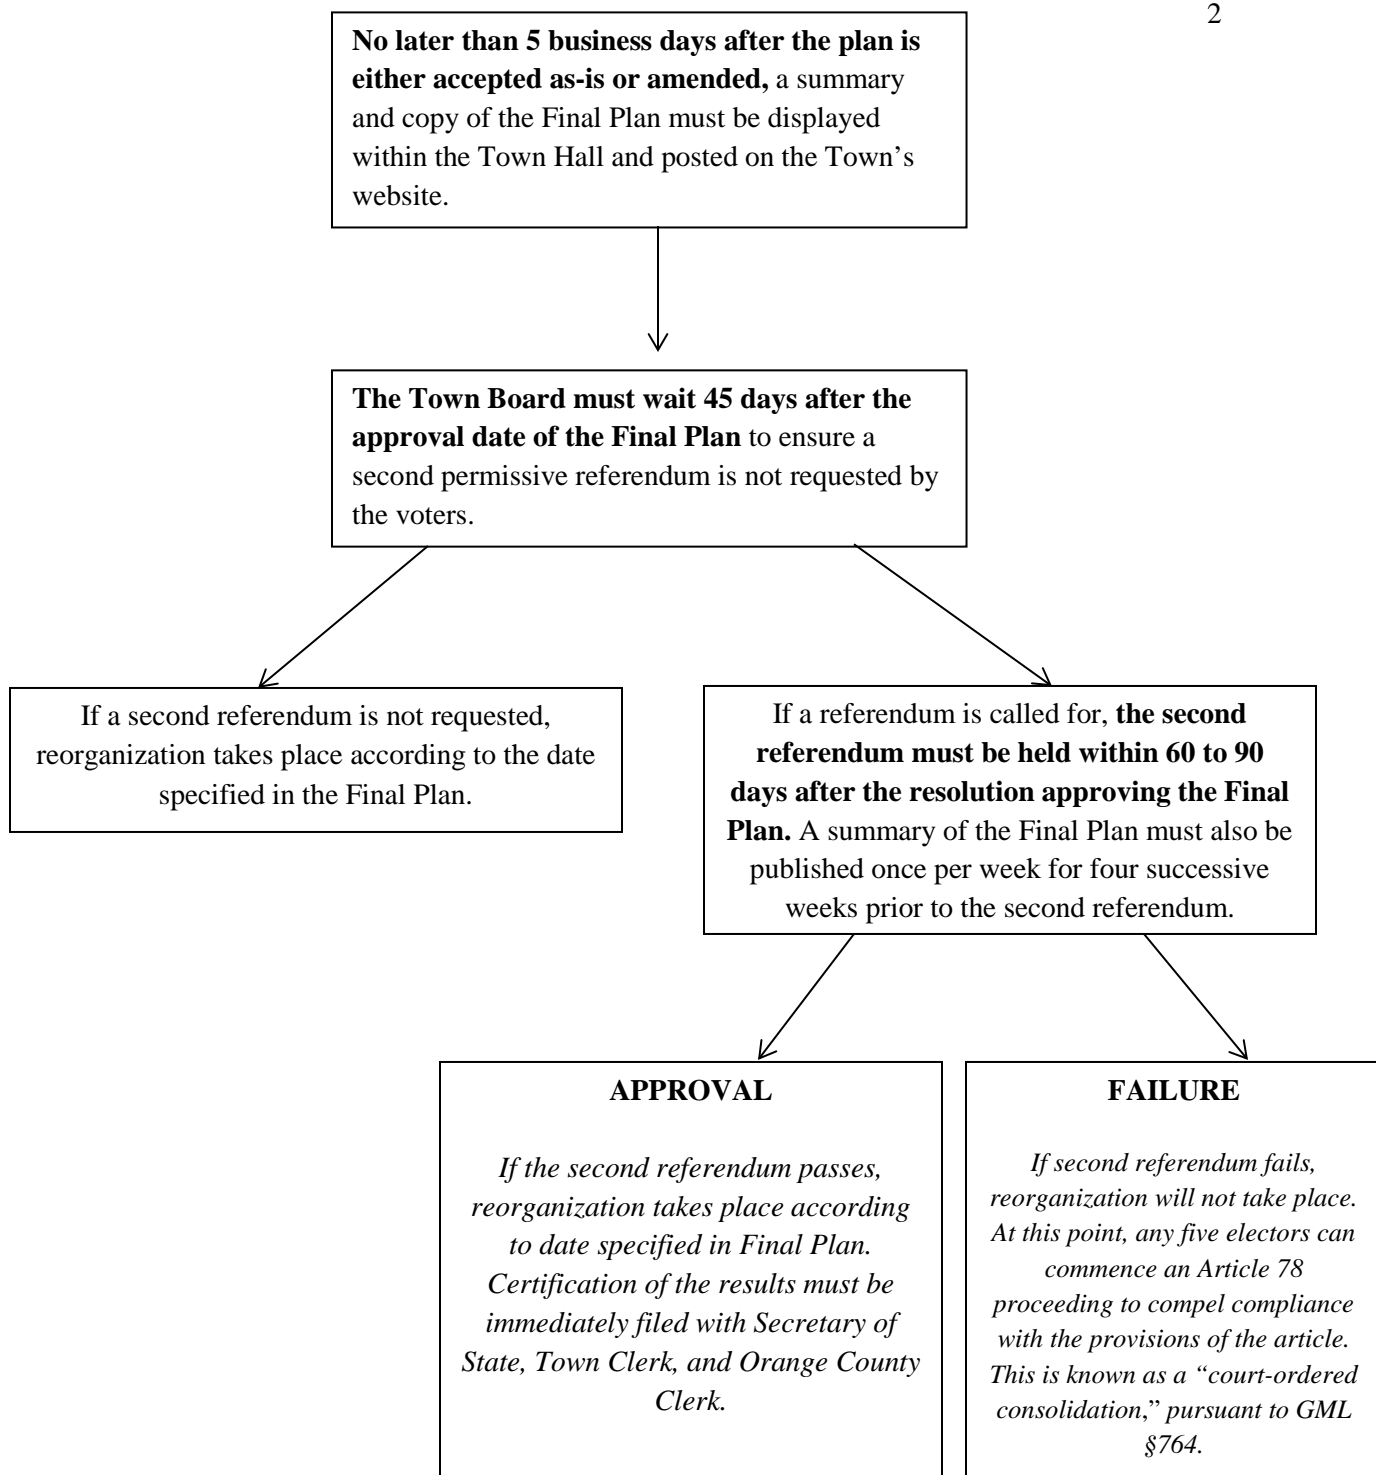 2
No later than 5 business days after the plan is
either accepted as-is or amended, a summary
and copy of the Final Plan must be displayed
within the Town Hall and posted on the Town’s
website.
The Town Board must wait 45 days after the
approval date of the Final Plan to ensure a
second permissive referendum is not requested by
the voters.
If a second referendum is not requested,
reorganization takes place according to the date
specified in the Final Plan.
If a referendum is called for, the second
referendum must be held within 60 to 90
days after the resolution approving the Final
Plan. A summary of the Final Plan must also be
published once per week for four successive
weeks prior to the second referendum.
APPROVAL
If the second referendum passes,
reorganization takes place according
to date specified in Final Plan.
Certification of the results must be
immediately filed with Secretary of
State, Town Clerk, and Orange County
Clerk.
FAILURE
If second referendum fails,
reorganization will not take place.
At this point, any five electors can
commence an Article 78
proceeding to compel compliance
with the provisions of the article.
This is known as a “court-ordered
consolidation,” pursuant to GML
§764.